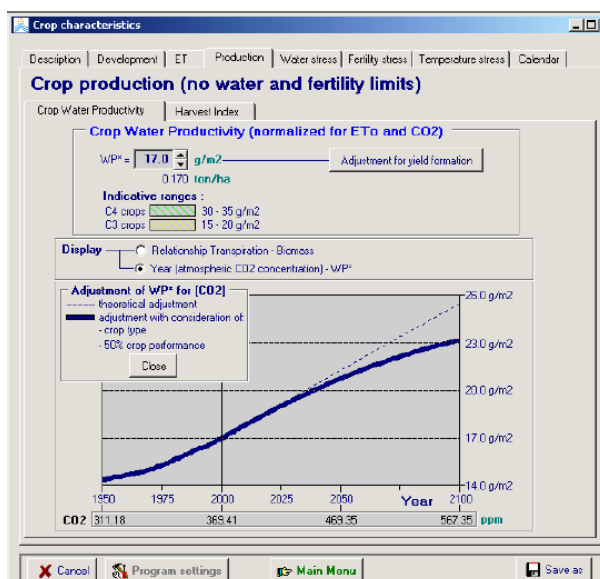 Crop characteristics
Description Development ET Production Water stress Fertility stress Temperature stress Calendar
Crop production (no water and fertility limits)
Crop Water Productivity Harvest Index
Crop Water Productivity (normalized for ETo and CO2)
WP* = 17.0 g/m2 Adjustment for yield formation
0.170 ton/ha
Indicative ranges :
C4 crops 30 - 35 g/m2
C3 crops 15 - 20 g/m2
Display Relationship Transpiration - Biomass
Year (atmospheric CO2 concentration) - WP*
Adjustment of WP* for [CO2]
theoretical adjustment
adjustment with consideration of:
- crop type
- 50% crop performance
Close
26.0 g/m2
23.0 g/m2
20.0 g/m2
17.0 g/m2
14.0 g/m2
1950 1975 2000 2025 2050 Year 2100
CO2 311.18 369.41 469.35 567.35 ppm
Cancel Program settings Main Menu Save as